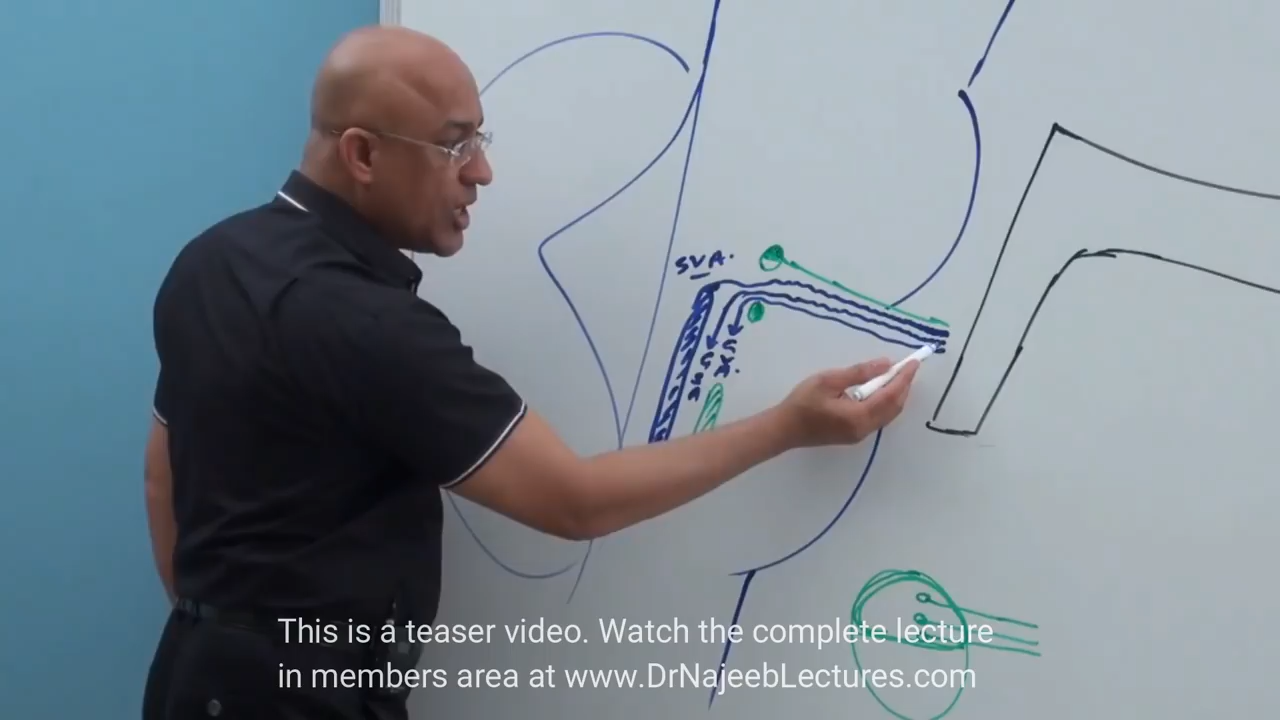 SVA.
This is a teaser video. Watch the complete lecture
in members area at www.DrNajeebLectures.com